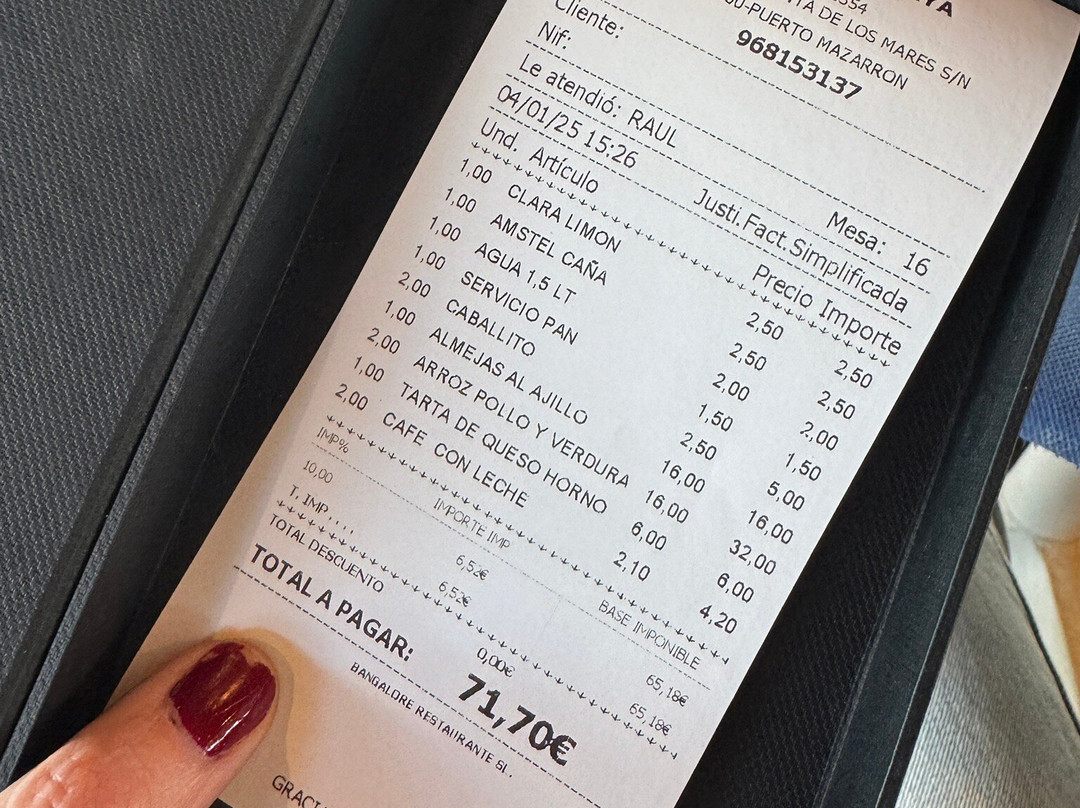 PUERTO MAZARRON
968153137
Cliente:
Nif:
Le atendió: RAUL Mesa: 16
04/01/25 15:26 Justi.Fact.Simplificada
Und. Artículo Precio Importe
1,00 CLARA LIMON 2,50 2,50
1,00 AMSTEL CAÑA 2,50 2,50
1,00 AGUA 1,5 LT 2,00 2,00
1,00 SERVICIO PAN 1,50 1,50
2,00 CABALLITO 2,50 5,00
1,00 ALMEJAS AL AJILLO 16,00 16,00
2,00 ARROZ POLLO Y VERDURA 16,00 32,00
1,00 TARTA DE QUESO HORNO 6,00 6,00
2,00 CAFE CON LECHE 2,10 4,20
IMP% IMPORTE IMP BASE IMPONIBLE
10,00 6,52€ 65,18€
T. IMP. . . 6,53€ 65,18€
TOTAL DESCUENTO 0,00€
TOTAL A PAGAR: 71,70€
BANGALORE RESTAURANTE SL.